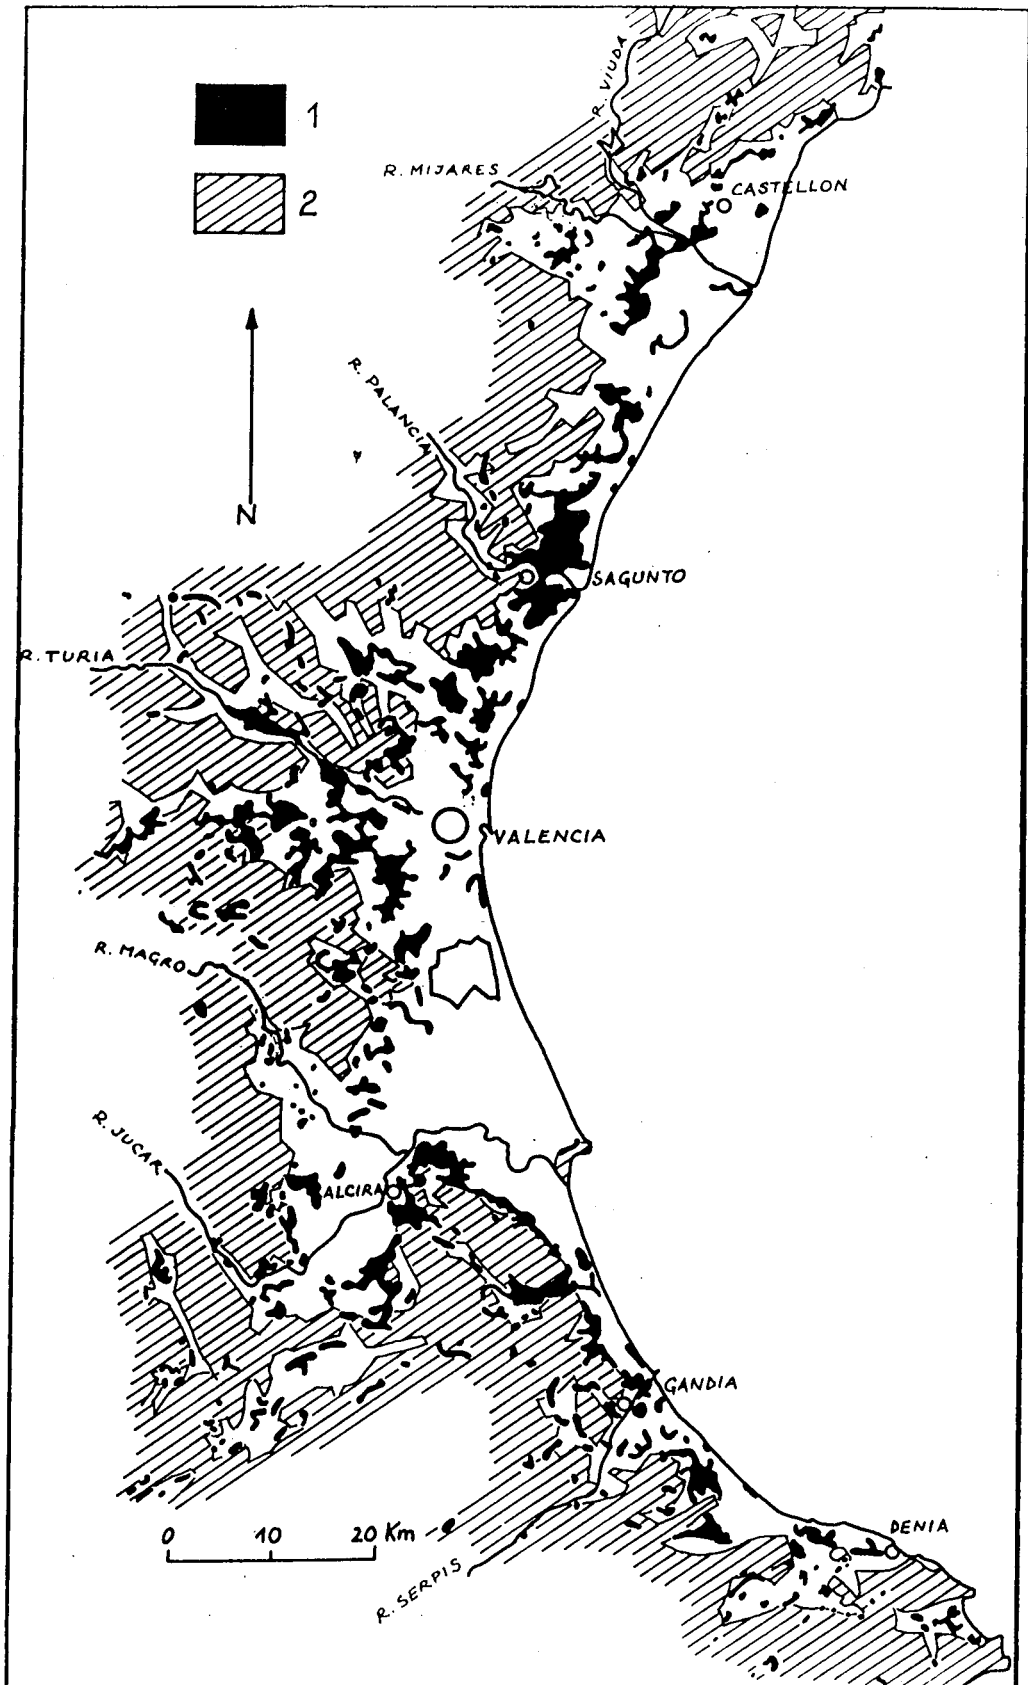 R. VIUDA
1
R. MIJARES
2
CASTELLON
R. PALANCIA
N
SAGUNTO
R. TURIA
VALENCIA
R. MAGRO
R. JUCAR
ALCIRA
GANDIA
0 10 20 Km
DENIA
R. SERPIS